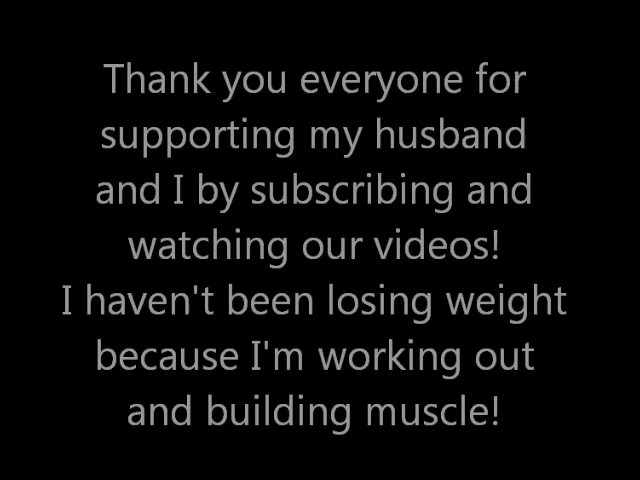 Thank you everyone for
supporting my husband
and I by subscribing and
watching our videos!
I haven't been losing weight
because I'm working out
and building muscle!